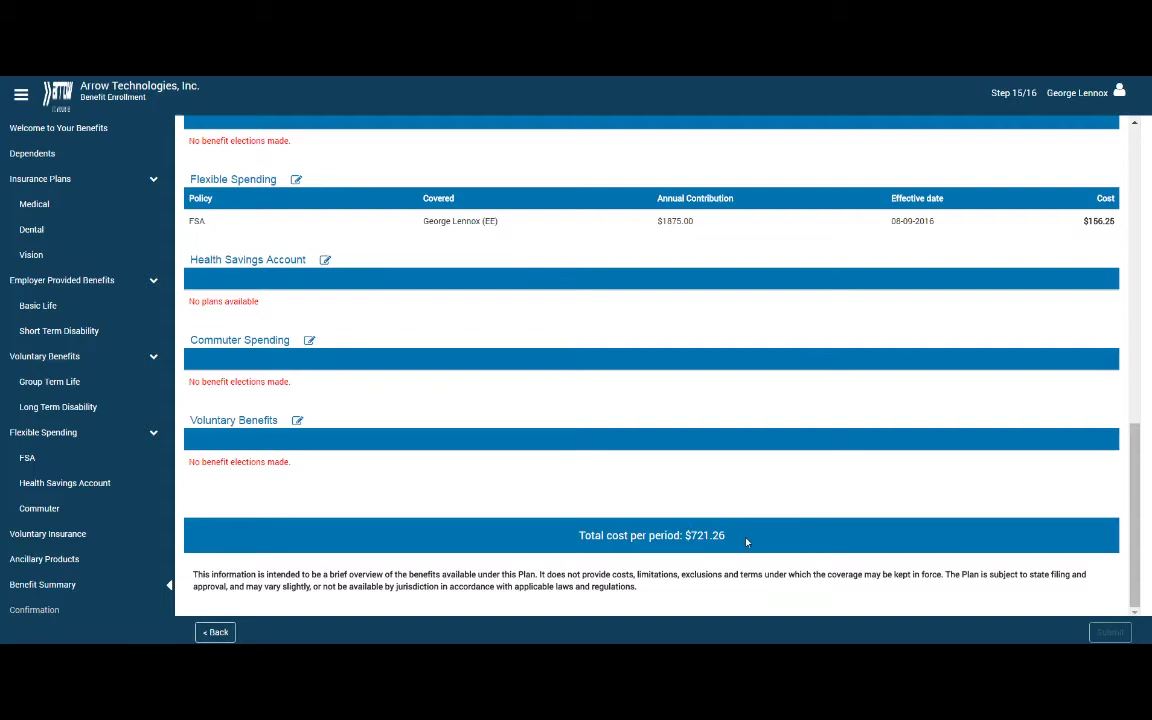 Arrow Technologies, Inc.
Benefit Enrollment
arrow
Step 15/16 George Lennox
Welcome to Your Benefits
Dependents
Insurance Plans
Medical
Dental
Vision
Employer Provided Benefits
Basic Life
Short Term Disability
Voluntary Benefits
Group Term Life
Long Term Disability
Flexible Spending
FSA
Health Savings Account
Commuter
Voluntary Insurance
Ancillary Products
Benefit Summary
Confirmation
No benefit elections made.
Flexible Spending
Policy Covered Annual Contribution Effective date Cost
FSA George Lennox (EE) $1875.00 08-09-2016 $156.25
Health Savings Account
No plans available
Commuter Spending
No benefit elections made.
Voluntary Benefits
No benefit elections made.
Total cost per period: $721.26
This information is intended to be a brief overview of the benefits available under this Plan. It does not provide costs, limitations, exclusions and terms under which the coverage may be kept in force. The Plan is subject to state filing and
approval, and may vary slightly, or not be available by jurisdiction in accordance with applicable laws and regulations.
< Back
Submit